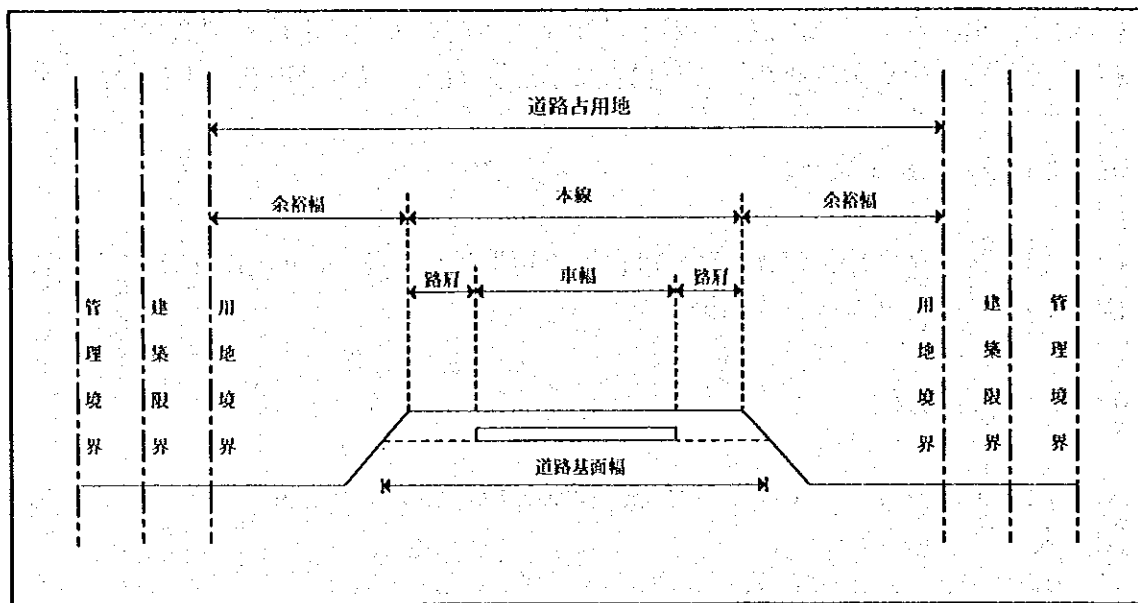 道路占用地
余裕幅
本線
余裕幅
路肩
車幅
路肩
管理境界
建築限界
用地境界
用地境界
建築限界
管理境界
道路基面幅